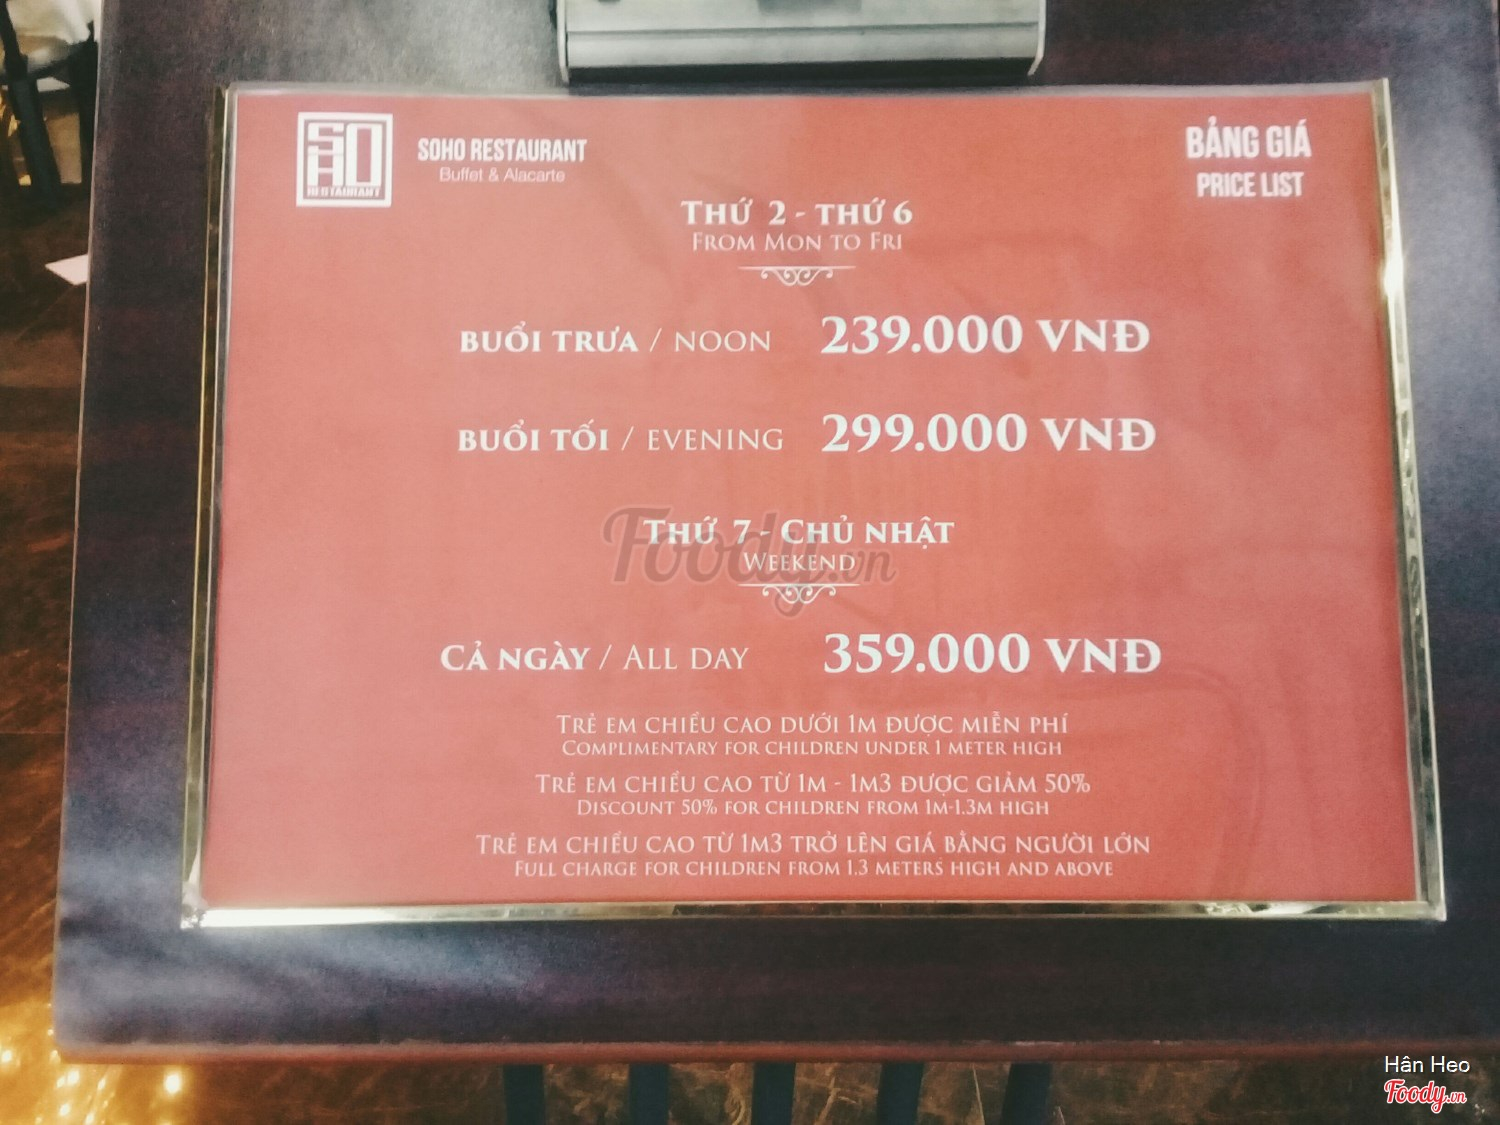 SOHO
RESTAURANT
SOHO RESTAURANT
Buffet & Alacarte
BẢNG GIÁ
PRICE LIST
THỨ 2 - THỨ 6
FROM MON TO FRI
BUỔI TRƯA / NOON 239.000 VNĐ
BUỔI TỐI / EVENING 299.000 VNĐ
THỨ 7 - CHỦ NHẬT
WEEKEND
Foody.vn
CẢ NGÀY / ALL DAY 359.000 VNĐ
TRẺ EM CHIỀU CAO DƯỚI 1M ĐƯỢC MIỄN PHÍ
COMPLIMENTARY FOR CHILDREN UNDER 1 METER HIGH
TRẺ EM CHIỀU CAO TỪ 1M - 1M3 ĐƯỢC GIẢM 50%
DISCOUNT 50% FOR CHILDREN FROM 1M-1.3M HIGH
TRẺ EM CHIỀU CAO TỪ 1M3 TRỞ LÊN GIÁ BẰNG NGƯỜI LỚN
FULL CHARGE FOR CHILDREN FROM 1.3 METERS HIGH AND ABOVE
Hân Heo
Foody.vn